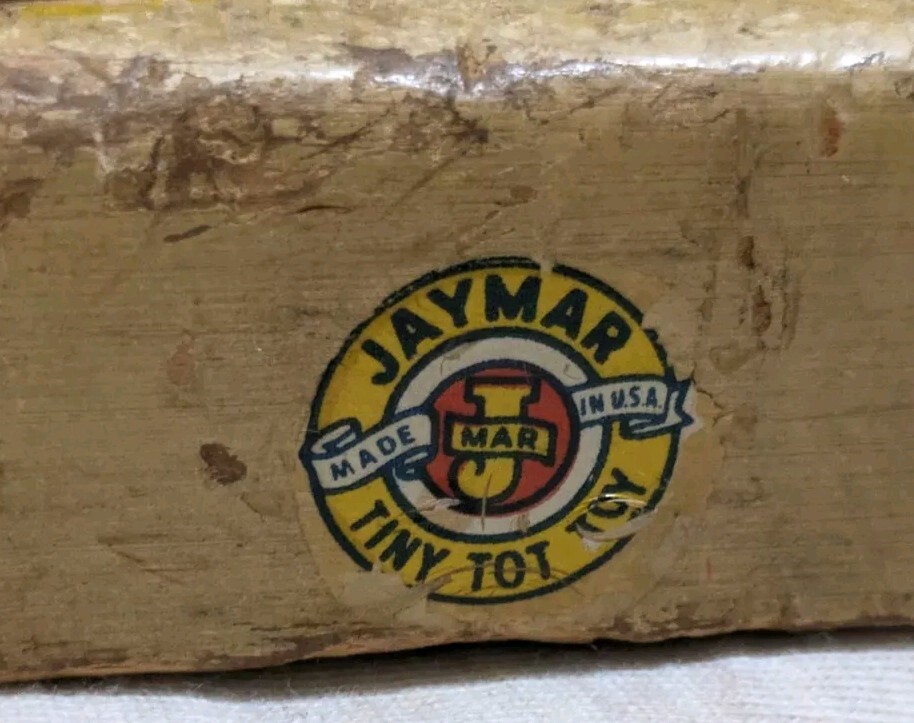 JAYMAR
MADE
J
MAR
IN U.S.A.
TINY TOT TOY